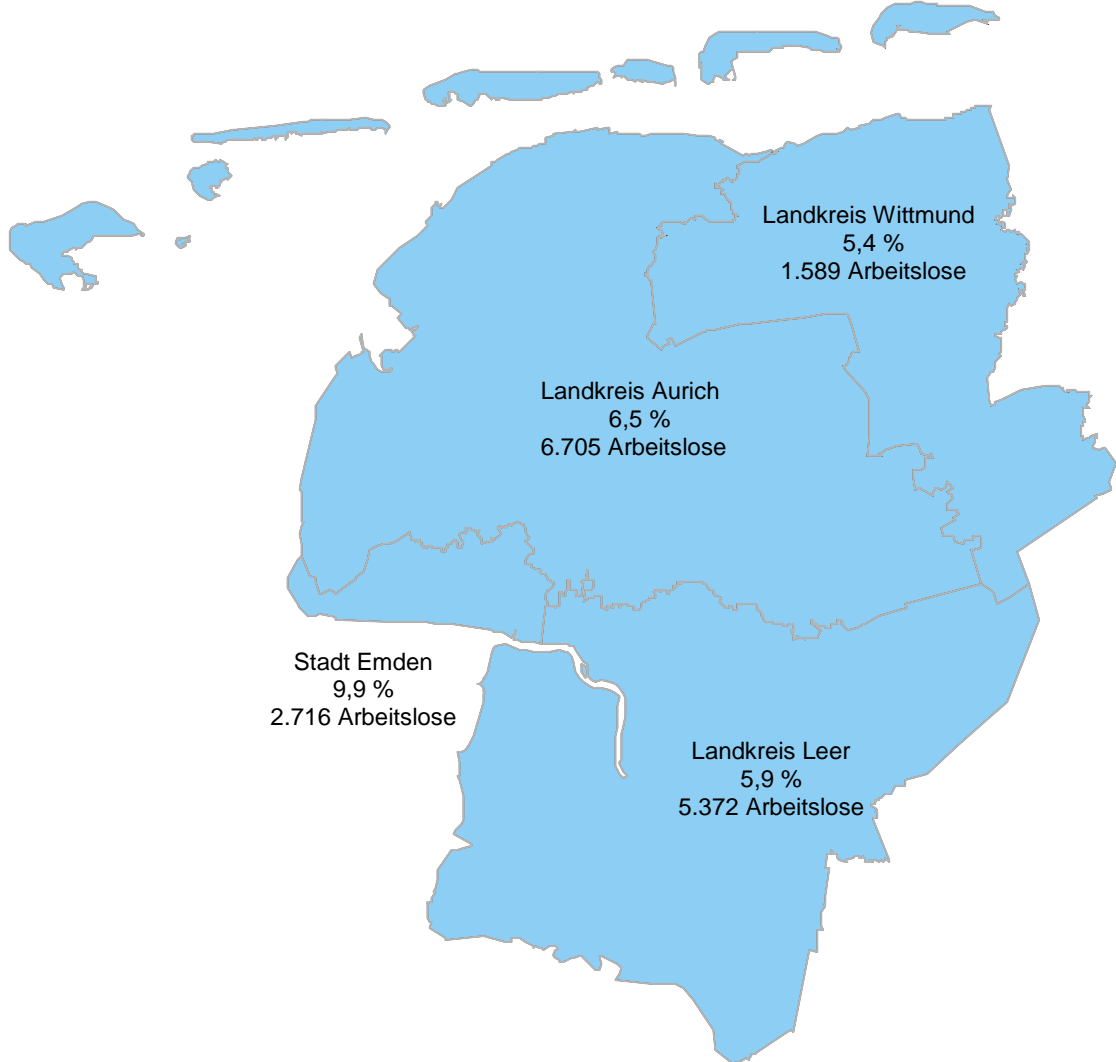 Landkreis Wittmund
5,4 %
1.589 Arbeitslose
Landkreis Aurich
6,5 %
6.705 Arbeitslose
Stadt Emden
9,9 %
2.716 Arbeitslose
Landkreis Leer
5,9 %
5.372 Arbeitslose